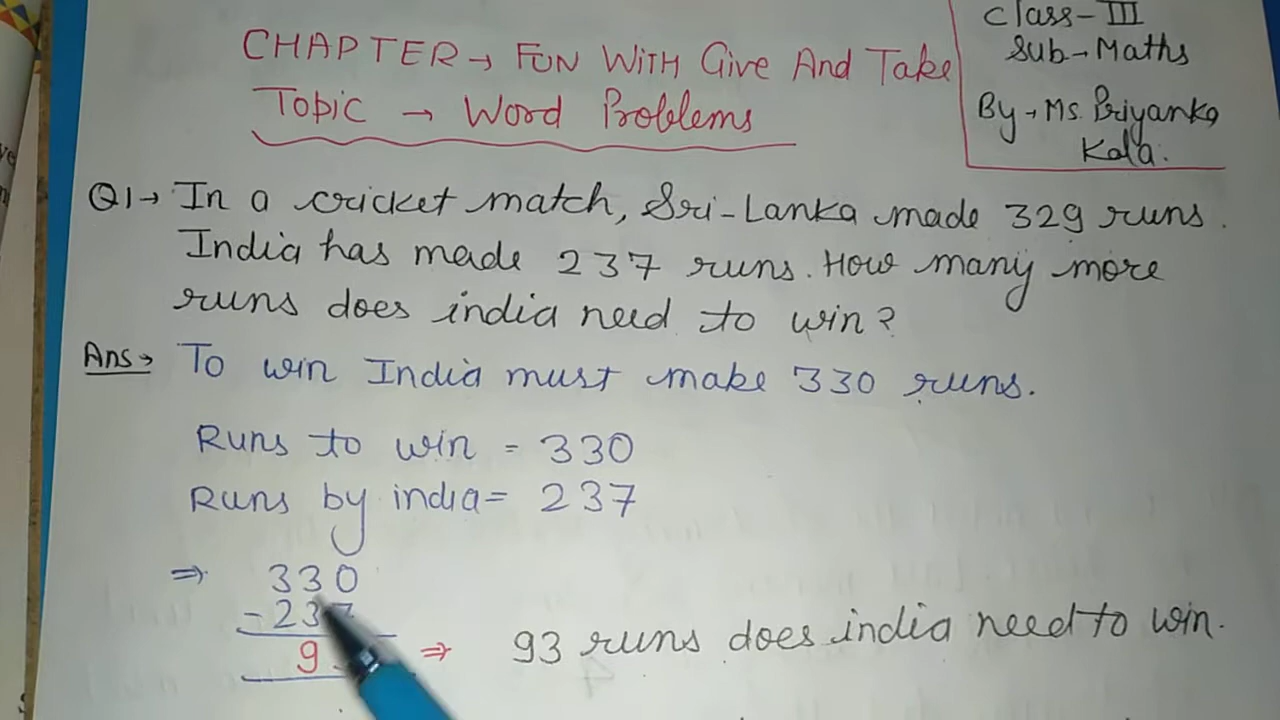 Class-III
Sub→Maths
By→Ms. Priyanka
Kala.
CHAPTER→ FUN WITH Give And Take
Topic → Word Problems
Q1→ In a cricket match, Sri-Lanka made 329 runs.
India has made 237 runs. How many more
runs does india need to win?
Ans→ To win India must make 330 runs.
Runs to win = 330
Runs by india= 237
⇒ 330
-23
9 ⇒ 93 runs does india need to win.